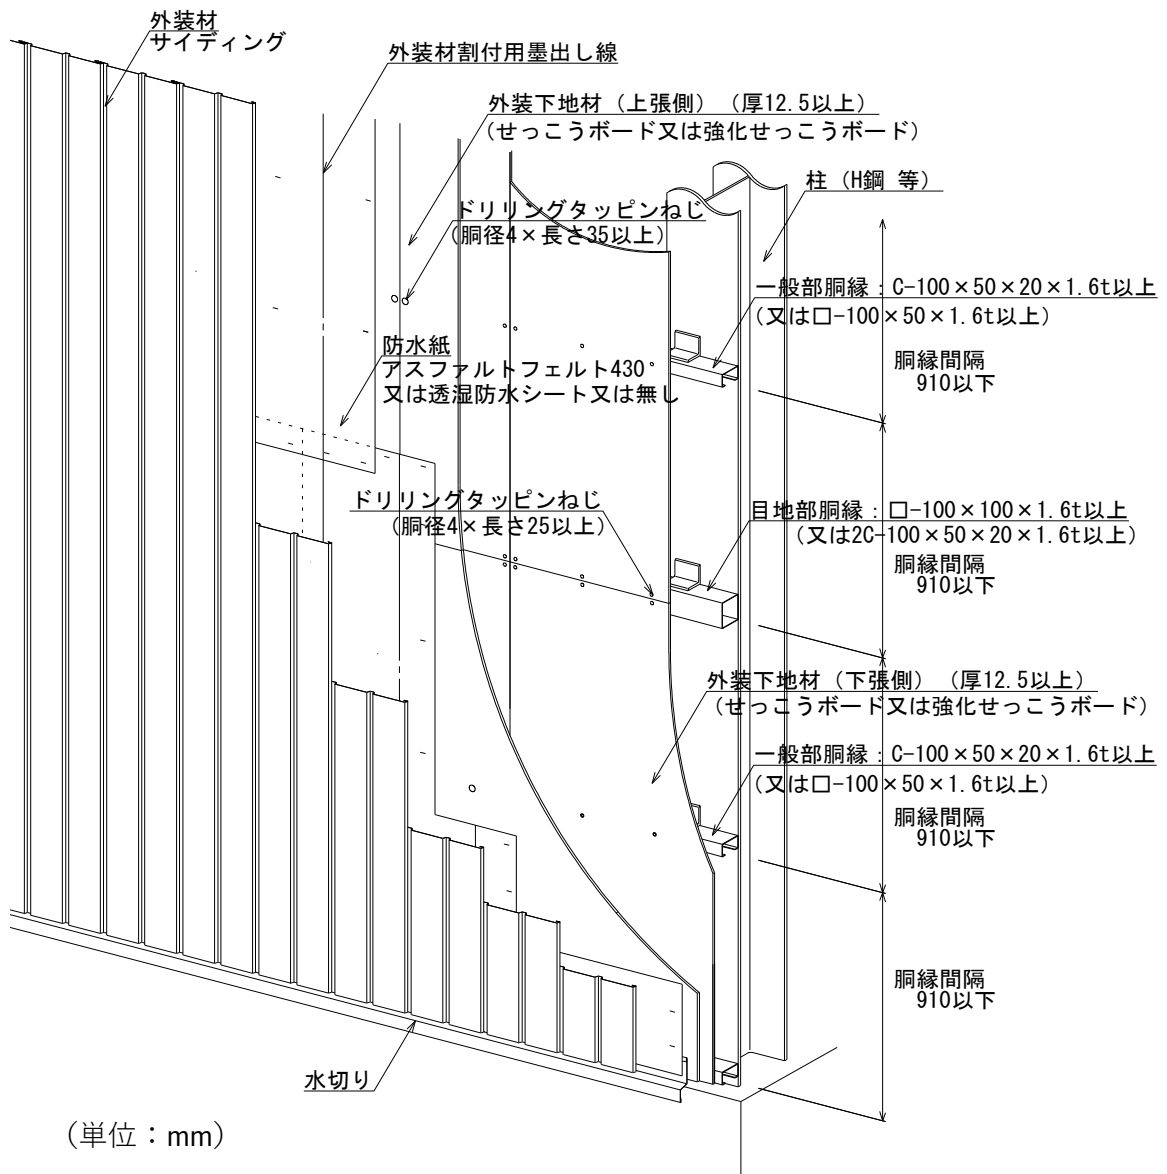 外装材
サイディング
外装材割付用墨出し線
外装下地材（上張側）（厚12.5以上）
（せっこうボード又は強化せっこうボード）
柱（H鋼 等）
ドリリングタッピンねじ
（胴径4×長さ35以上）
一般部胴縁：C-100×50×20×1.6t以上
（又は□-100×50×1.6t以上）
防水紙
アスファルトフェルト430
又は透湿防水シート又は無し
胴縁間隔
910以下
ドリリングタッピンねじ
（胴径4×長さ25以上）
目地部胴縁：□-100×100×1.6t以上
（又は2C-100×50×20×1.6t以上）
胴縁間隔
910以下
外装下地材（下張側）（厚12.5以上）
（せっこうボード又は強化せっこうボード）
一般部胴縁：C-100×50×20×1.6t以上
（又は□-100×50×1.6t以上）
胴縁間隔
910以下
胴縁間隔
910以下
水切り
（単位：mm）